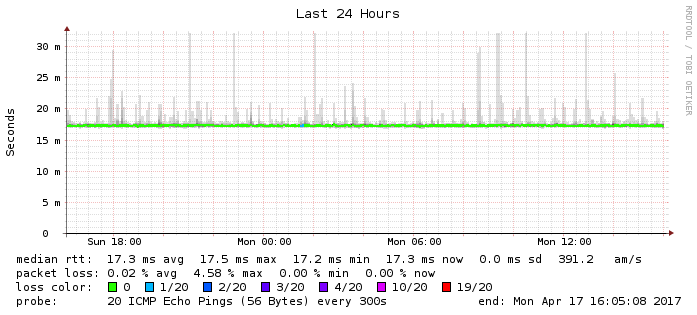 Last 24 Hours
RRDTOOL / TOBI OETIKER
Seconds
30 m
25 m
20 m
15 m
10 m
5 m
0
Sun 18:00 Mon 00:00 Mon 06:00 Mon 12:00
median rtt: 17.3 ms avg 17.5 ms max 17.2 ms min 17.3 ms now 0.0 ms sd 391.2 am/s
packet loss: 0.02 % avg 4.58 % max 0.00 % min 0.00 % now
loss color: 0 1/20 2/20 3/20 4/20 10/20 19/20
probe: 20 ICMP Echo Pings (56 Bytes) every 300s end: Mon Apr 17 16:05:08 2017